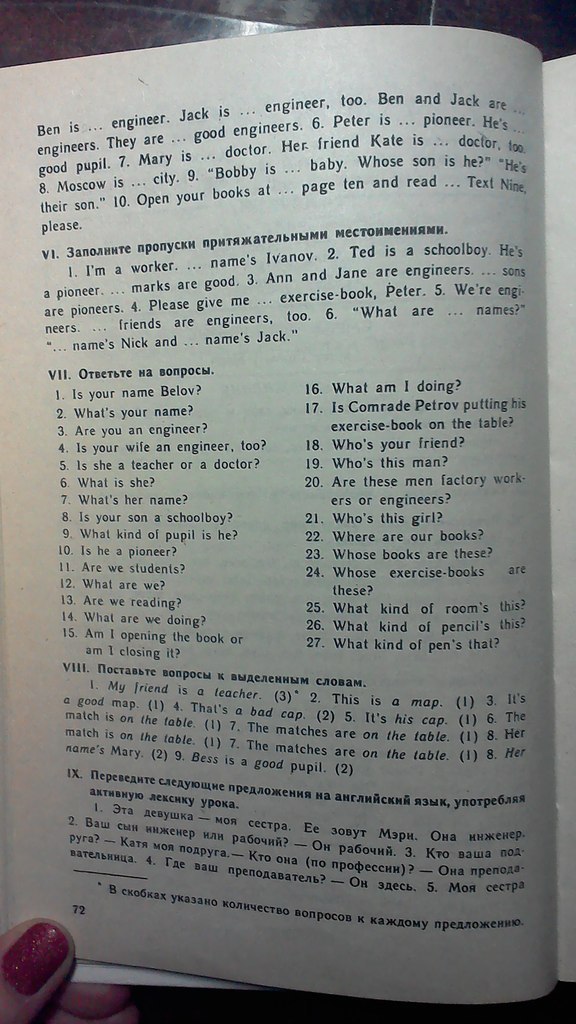 Ben is ... engineer. Jack is ... engineer, too. Ben and Jack are ...
engineers. They are ... good engineers. 6. Peter is ... pioneer. He's ...
good pupil. 7. Mary is ... doctor. Her friend Kate is ... doctor, too.
8. Moscow is ... city. 9. "Bobby is ... baby. Whose son is he?" "He's
their son." 10. Open your books at ... page ten and read ... Text Nine,
please.
VI. Заполните пропуски притяжательными местоимениями.
1. I'm a worker. ... name's Ivanov. 2. Ted is a schoolboy. He's
a pioneer. ... marks are good. 3. Ann and Jane are engineers. ... sons
are pioneers. 4. Please give me ... exercise-book, Peter. 5. We're engi-
neers. ... friends are engineers, too. 6. "What are ... names?"
"... name's Nick and ... name's Jack."
VII. Ответьте на вопросы.
1. Is your name Belov?
2. What's your name?
3. Are you an engineer?
4. Is your wife an engineer, too?
5. Is she a teacher or a doctor?
6. What is she?
7. What's her name?
8. Is your son a schoolboy?
9. What kind of pupil is he?
10. Is he a pioneer?
11. Are we students?
12. What are we?
13. Are we reading?
14. What are we doing?
15. Am I opening the book or
am I closing it?
16. What am I doing?
17. Is Comrade Petrov putting his
exercise-book on the table?
18. Who's your friend?
19. Who's this man?
20. Are these men factory work-
ers or engineers?
21. Who's this girl?
22. Where are our books?
23. Whose books are these?
24. Whose exercise-books are
these?
25. What kind of room's this?
26. What kind of pencil's this?
27. What kind of pen's that?
VIII. Поставьте вопросы к выделенным словам.
1. My friend is a teacher. (3)* 2. This is a map. (1) 3. It's
a good map. (1) 4. That's a bad cap. (2) 5. It's his cap. (1) 6. The
match is on the table. (1) 7. The matches are on the table. (1) 8. Her
match is on the table. (1) 7. The matches are on the table. (1) 8. Her
name's Mary. (2) 9. Bess is a good pupil. (2)
IX. Переведите следующие предложения на английский язык, употребляя
активную лексику урока.
1. Эта девушка — моя сестра. Ее зовут Мэри. Она инженер.
2. Ваш сын инженер или рабочий? — Он рабочий. 3. Кто ваша под-
руга? — Катя моя подруга. — Кто она (по профессии)? — Она препода-
вательница. 4. Где ваш преподаватель? — Он здесь. 5. Моя сестра
* В скобках указано количество вопросов к каждому предложению.
72